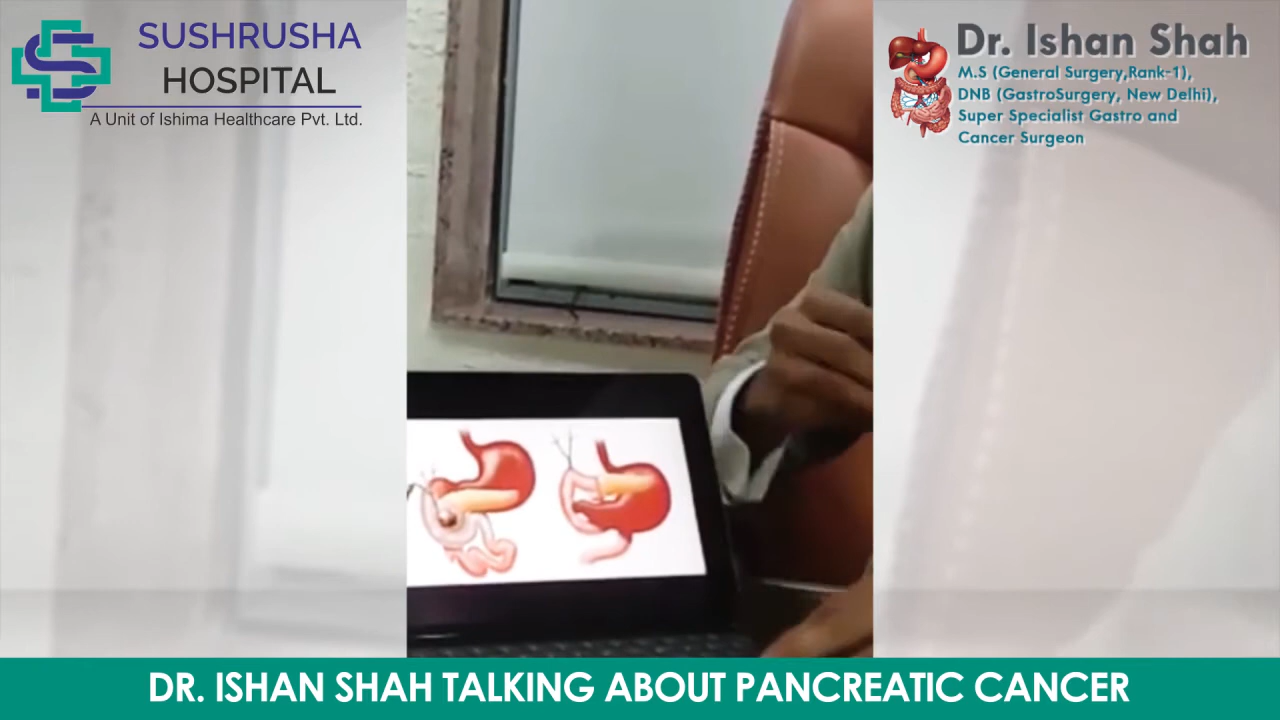 SUSHRUSHA
HOSPITAL
A Unit of Ishima Healthcare Pvt. Ltd.
Dr. Ishan Shah
M.S (General Surgery,Rank-1),
DNB (GastroSurgery, New Delhi),
Super Specialist Gastro and
Cancer Surgeon
DR. ISHAN SHAH TALKING ABOUT PANCREATIC CANCER